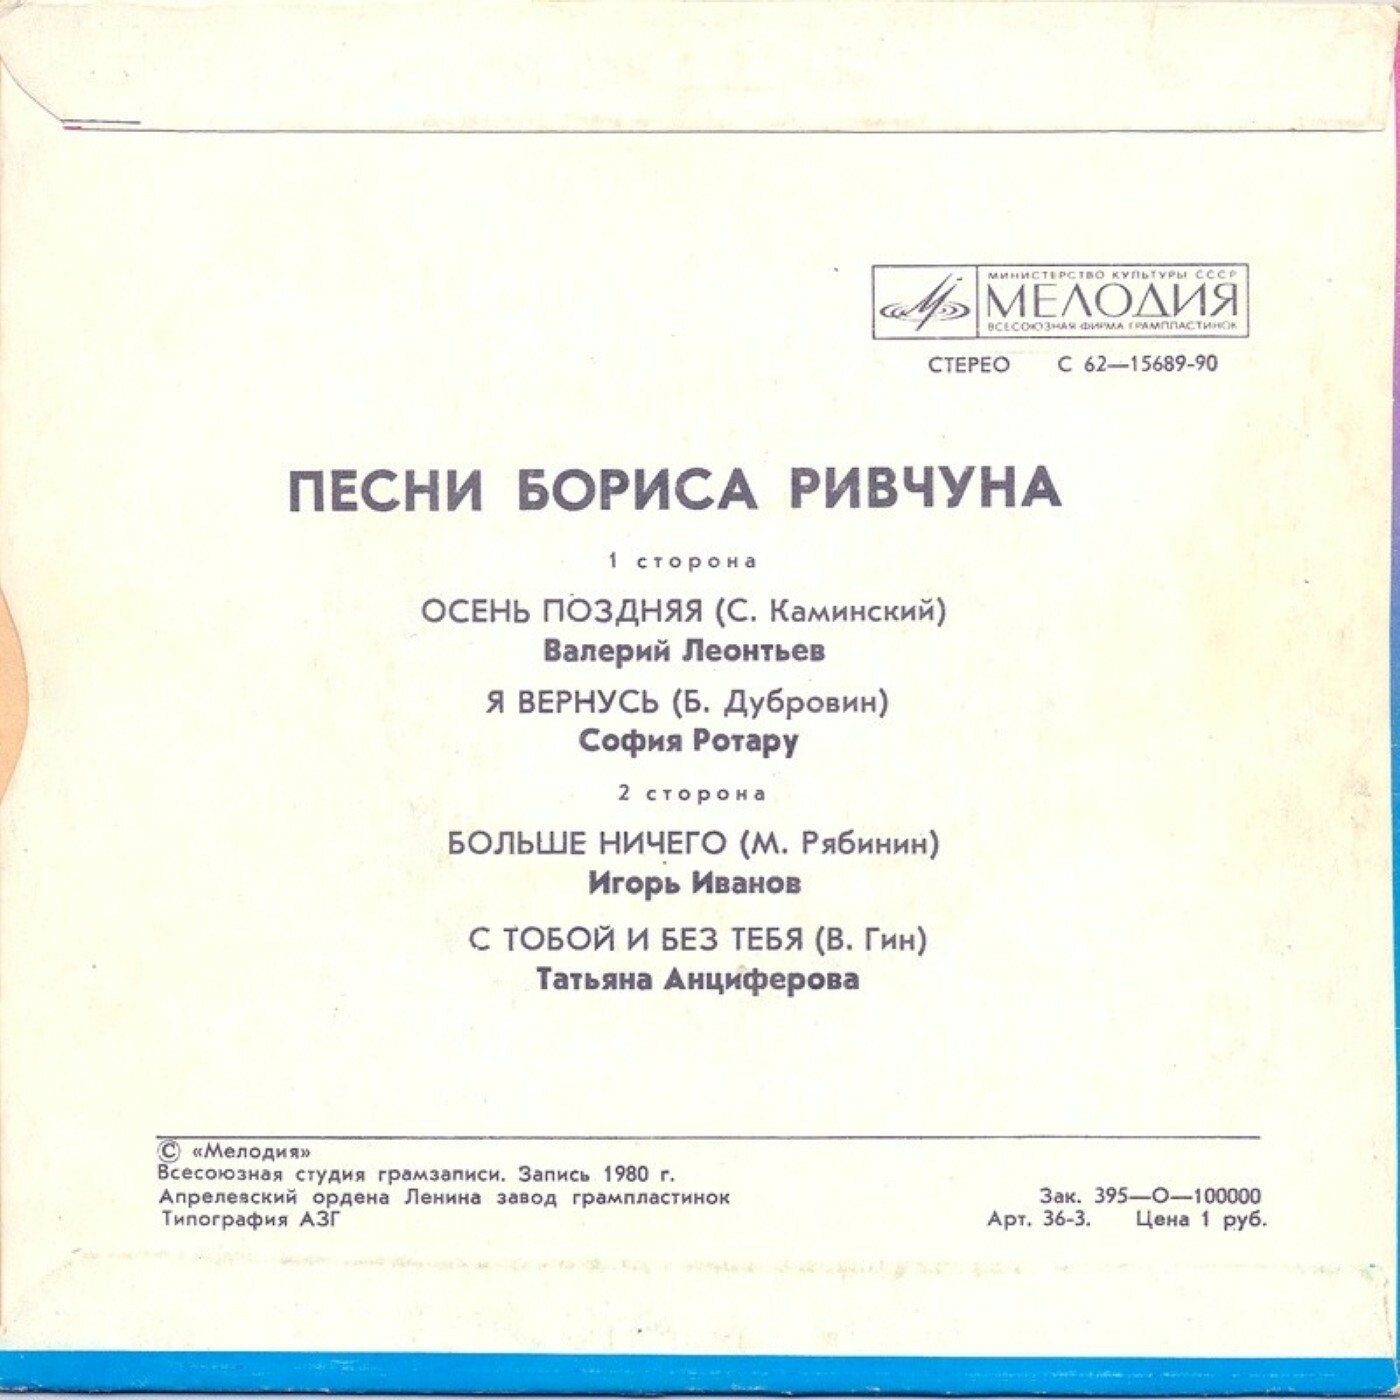 МИНИСТЕРСТВО КУЛЬТУРЫ СССР
МЕЛОДИЯ
ВСЕСОЮЗНАЯ ФИРМА ГРАМПЛАСТИНОК
СТЕРЕО С 62—15689-90
ПЕСНИ БОРИСА РИВЧУНА
1 сторона
ОСЕНЬ ПОЗДНЯЯ (С. Каминский)
Валерий Леонтьев
Я ВЕРНУСЬ (Б. Дубровин)
София Ротару
2 сторона
БОЛЬШЕ НИЧЕГО (М. Рябинин)
Игорь Иванов
С ТОБОЙ И БЕЗ ТЕБЯ (В. Гин)
Татьяна Анциферова
© «Мелодия»
Всесоюзная студия грамзаписи. Запись 1980 г.
Апрелевский ордена Ленина завод грампластинок
Типография АЗГ
Зак. 395—О—100000
Арт. 36-3. Цена 1 руб.